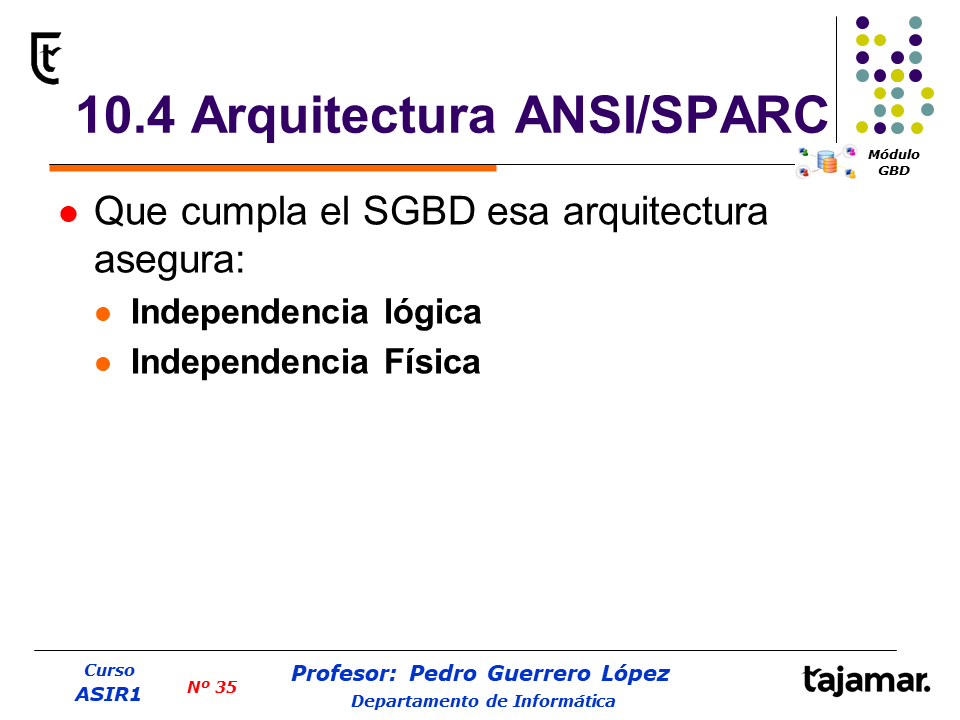 10.4 Arquitectura ANSI/SPARC
Módulo
GBD
Que cumpla el SGBD esa arquitectura
asegura:
Independencia lógica
Independencia Física
Curso
ASIR1
Nº 35
Profesor: Pedro Guerrero López
Departamento de Informática
tajamar.